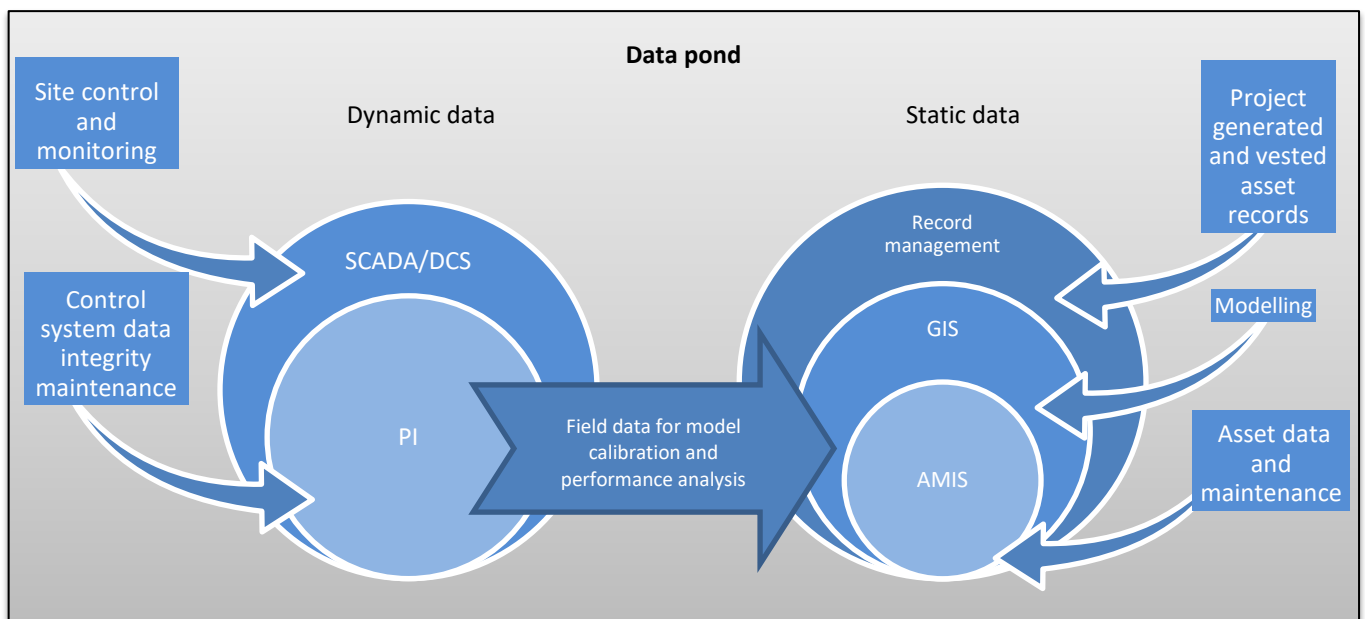 Data pond
Dynamic data
Static data
Site control
and
monitoring
Control
system data
integrity
maintenance
SCADA/DCS
PI
Field data for model
calibration and
performance analysis
Record
management
GIS
AMIS
Project
generated
and vested
asset
records
Modelling
Asset data
and
maintenance